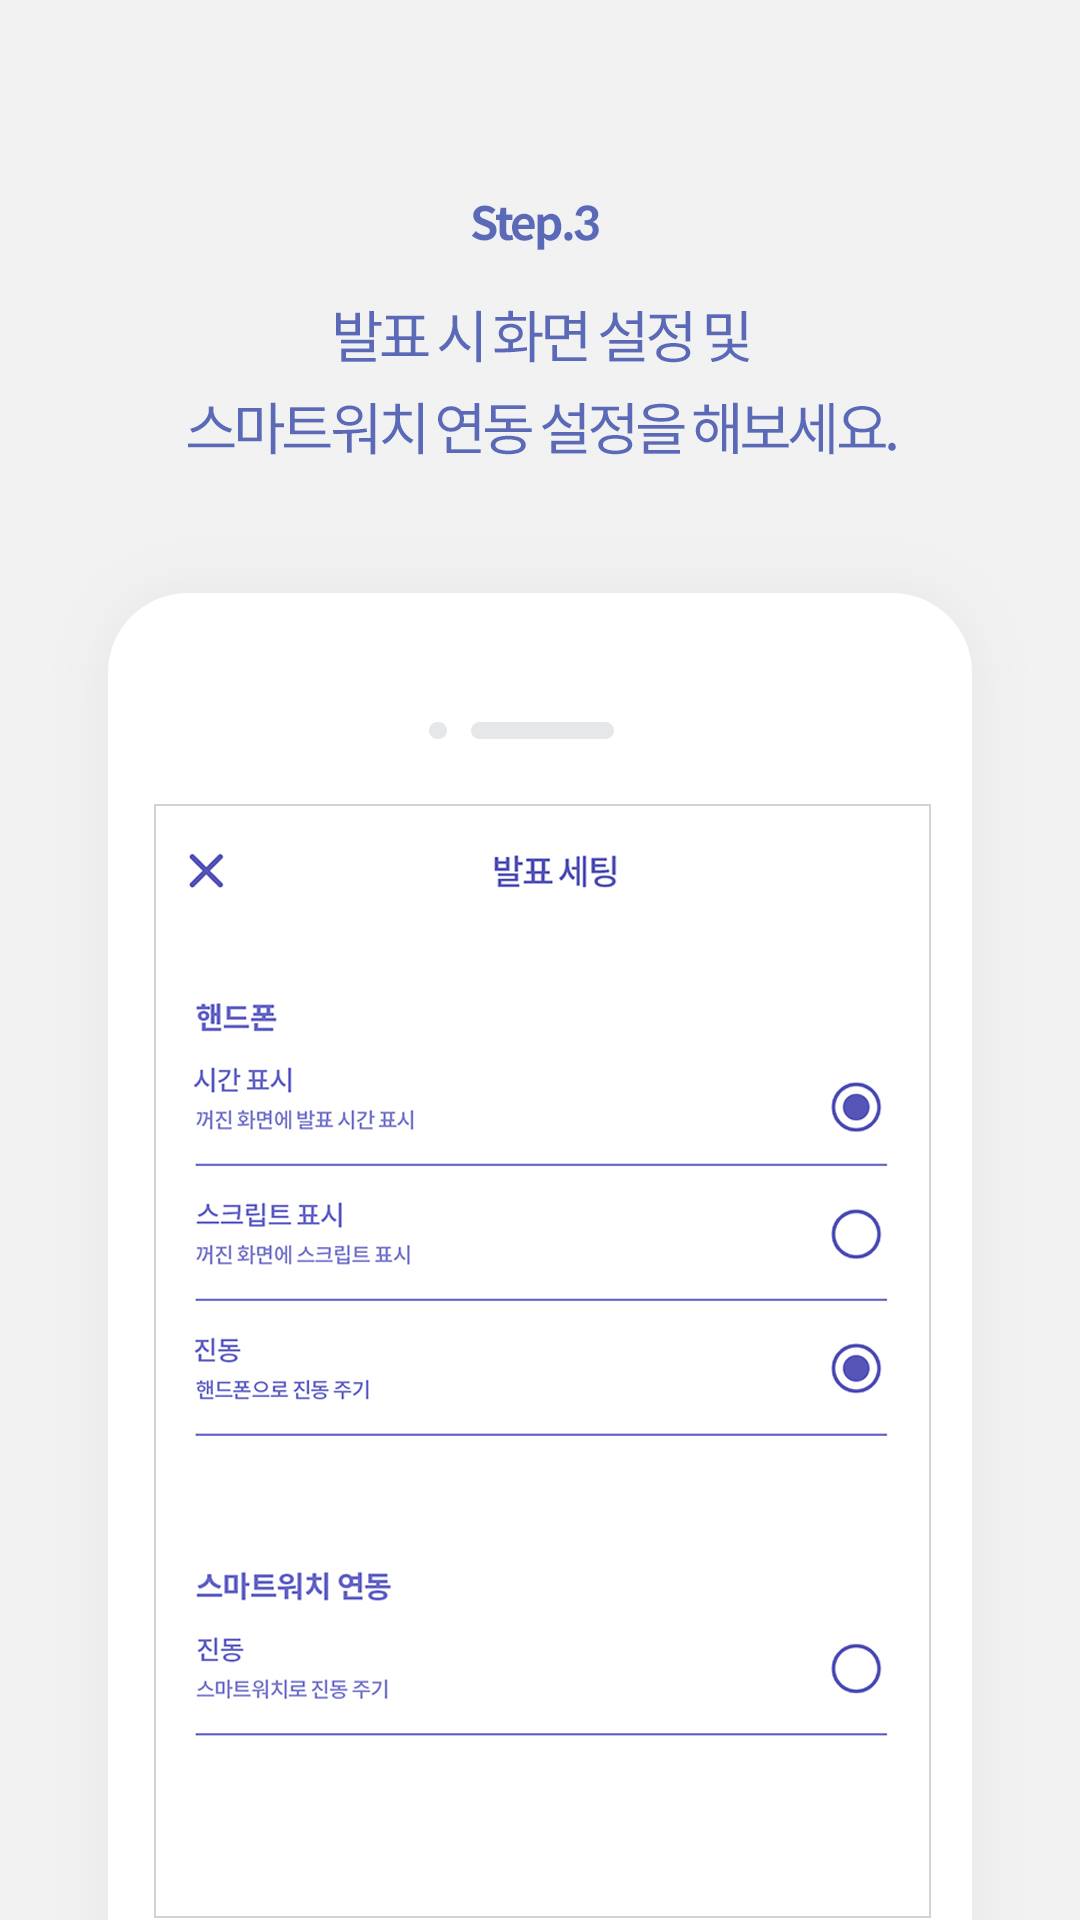 Step.3
발표 시 화면 설정 및
스마트워치 연동 설정을 해보세요.
발표 세팅
핸드폰
시간 표시
꺼진 화면에 발표 시간 표시
스크립트 표시
꺼진 화면에 스크립트 표시
진동
핸드폰으로 진동 주기
스마트워치 연동
진동
스마트워치로 진동 주기